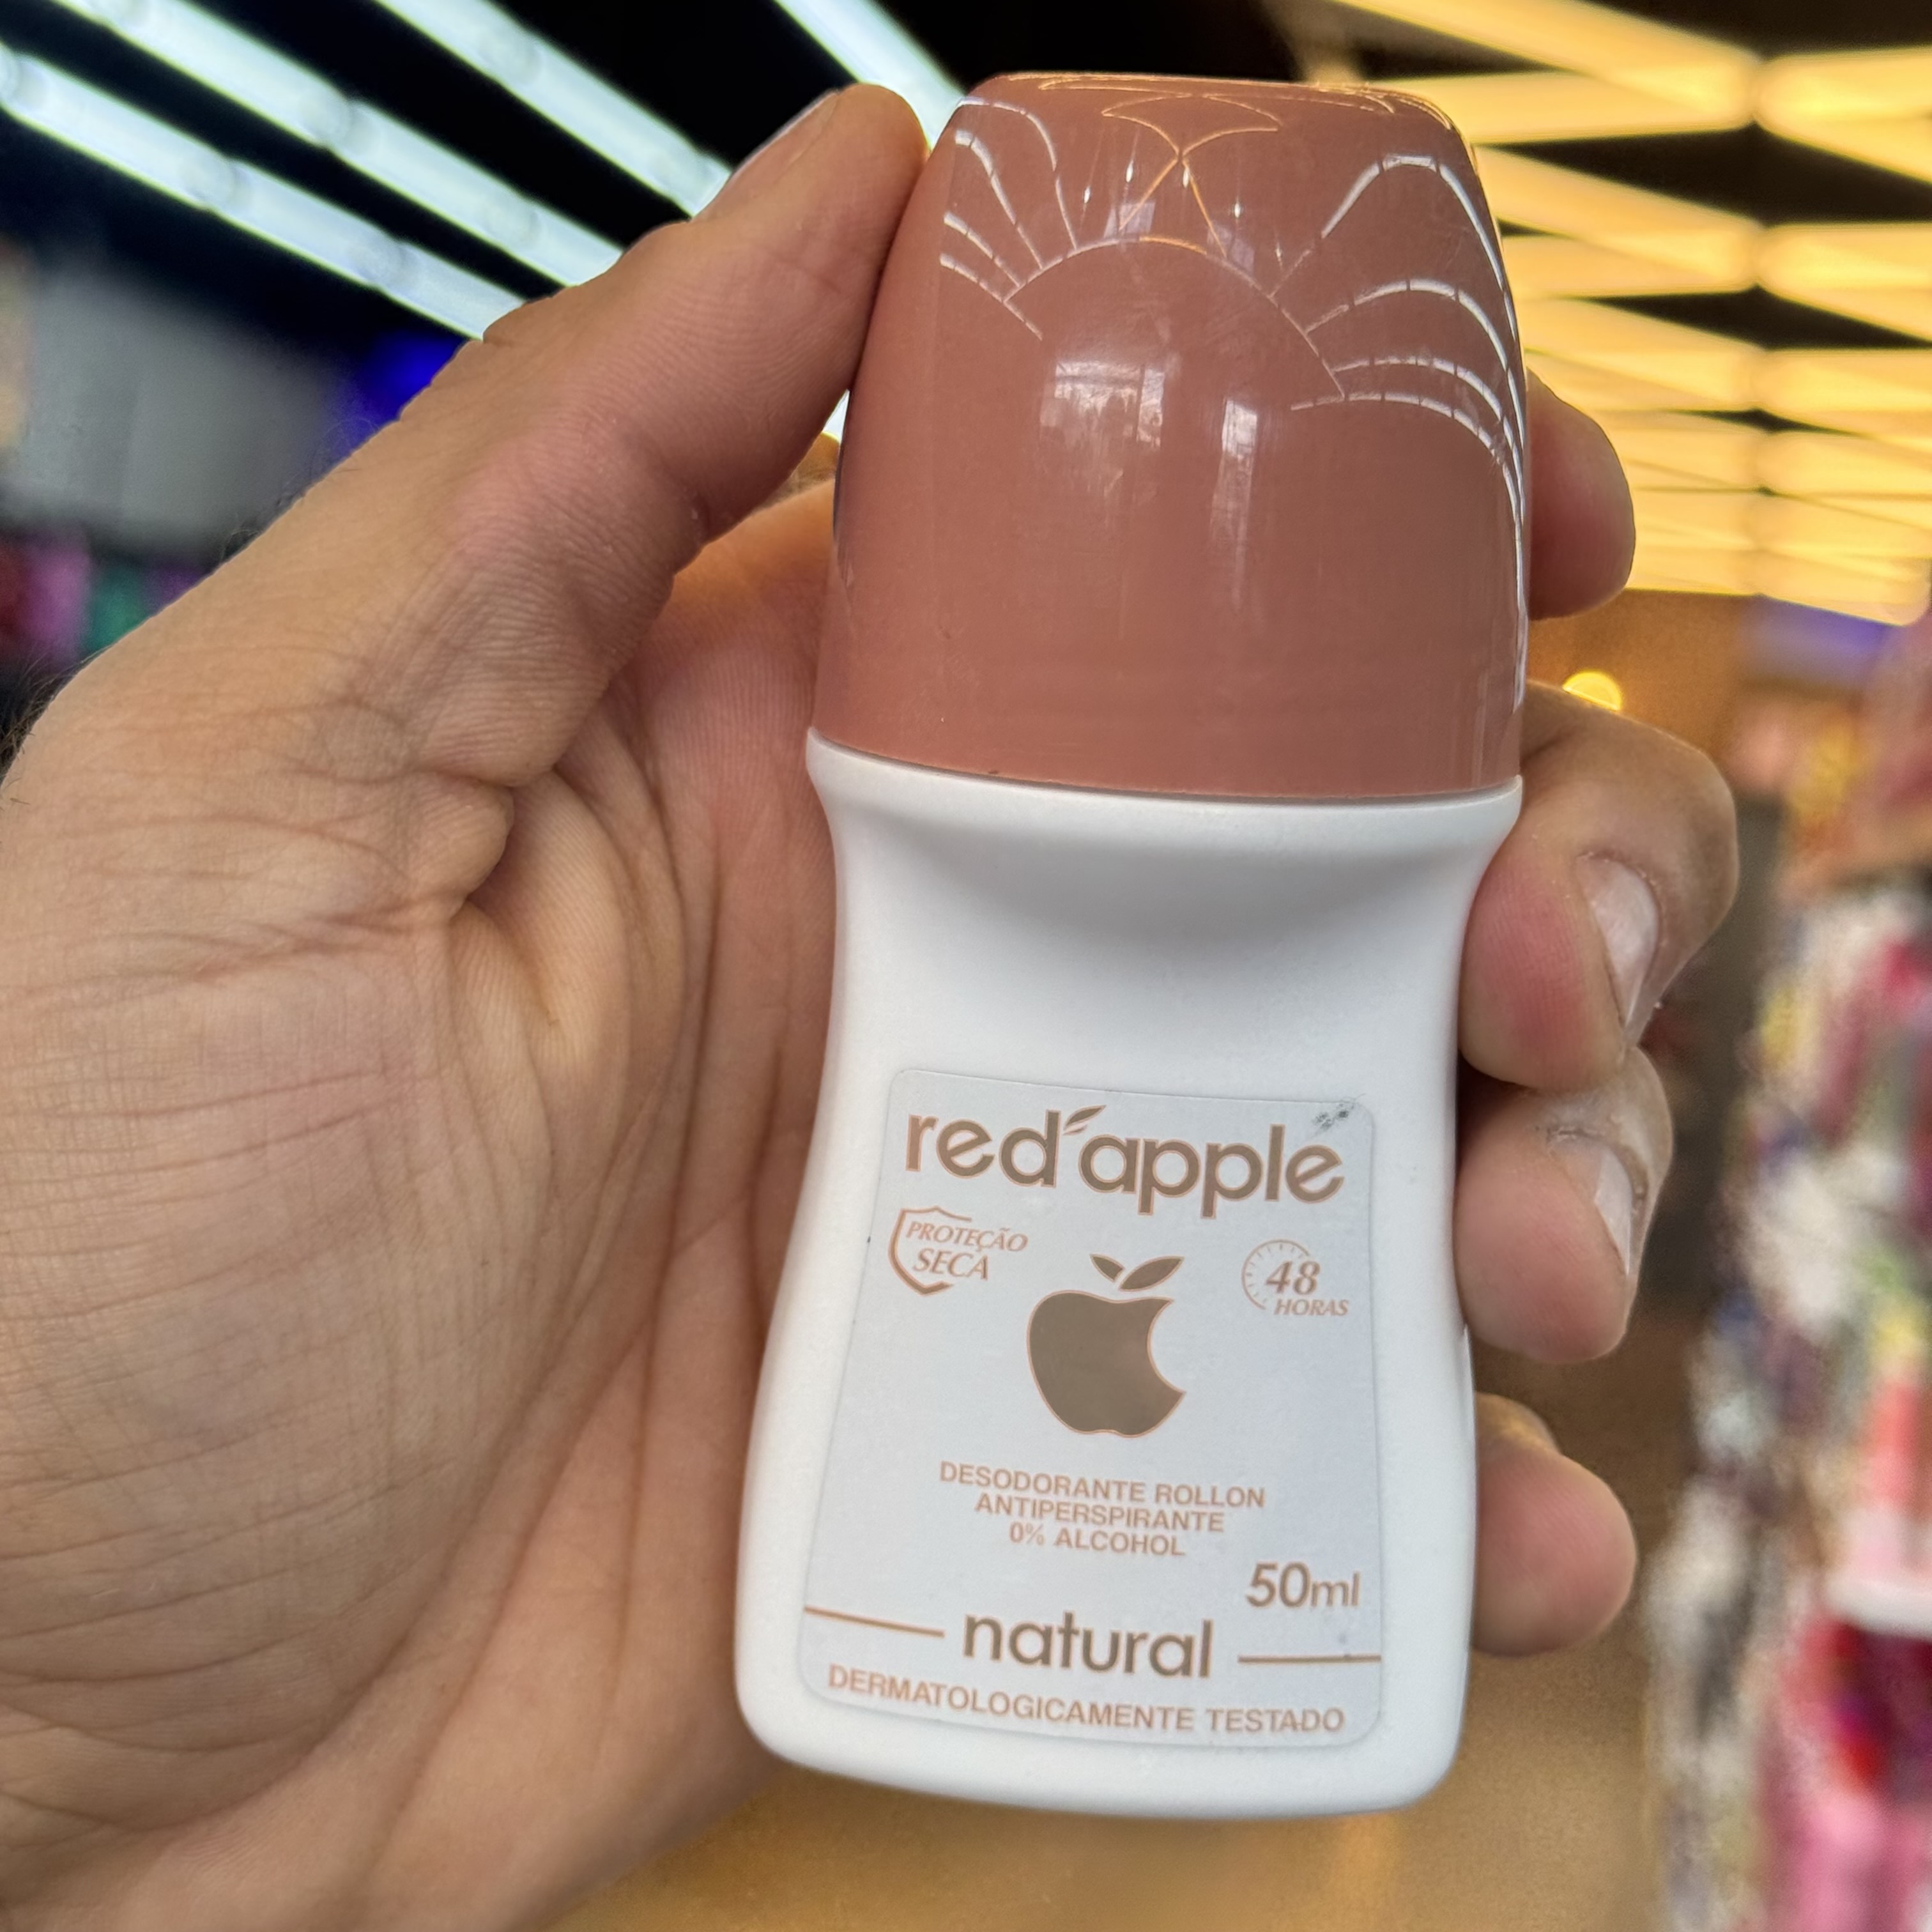 red'apple
PROTEÇÃO
SECA
48
HORAS
DESODORANTE ROLLON
ANTIPERSPIRANTE
0% ALCOHOL
50ml
natural
DERMATOLOGICAMENTE TESTADO